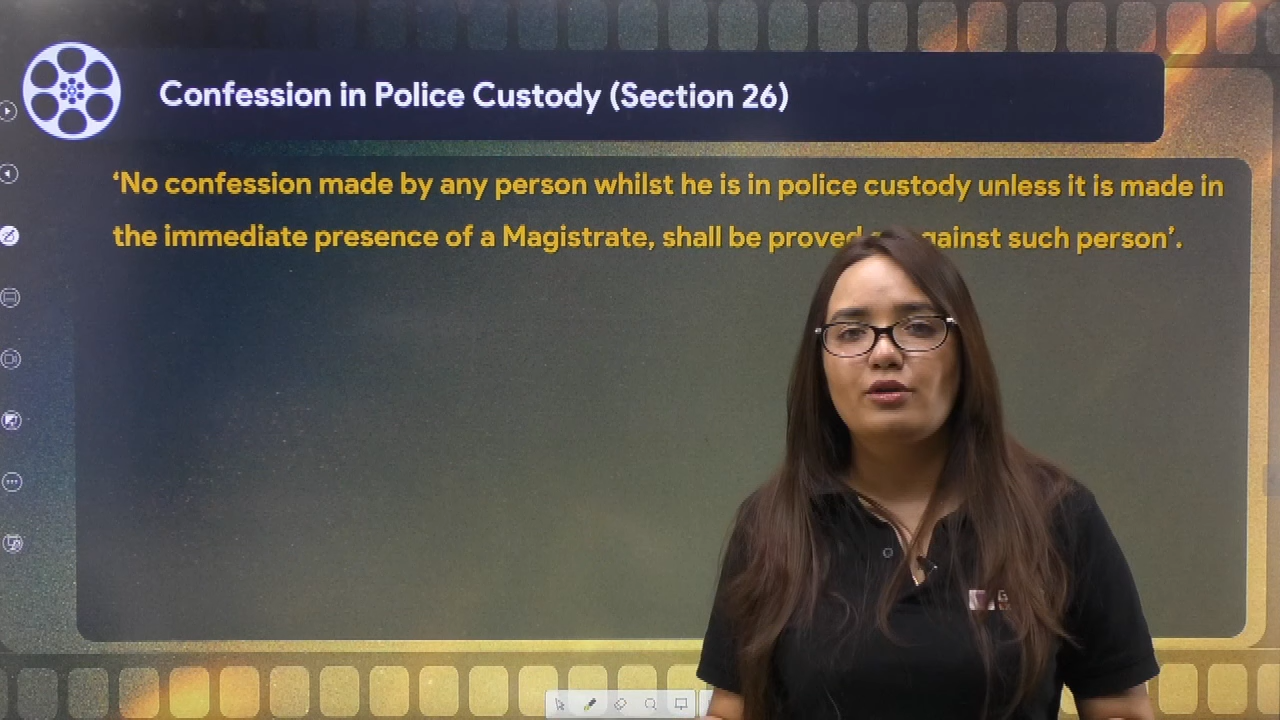 Confession in Police Custody (Section 26)
‘No confession made by any person whilst he is in police custody unless it is made in
the immediate presence of a Magistrate, shall be proved against such person’.